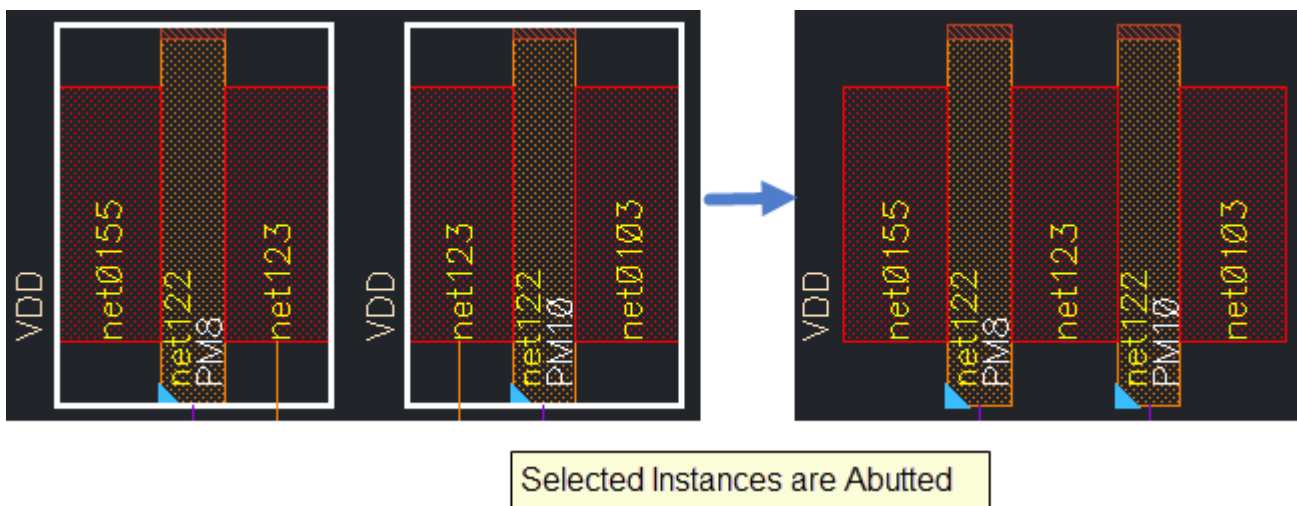 VDD
net0155
net122
PM8
net123
VDD
net123
net122
PM10
net0103
VDD
net0155
net122
PM8
net123
net122
PM10
net0103
Selected Instances are Abutted